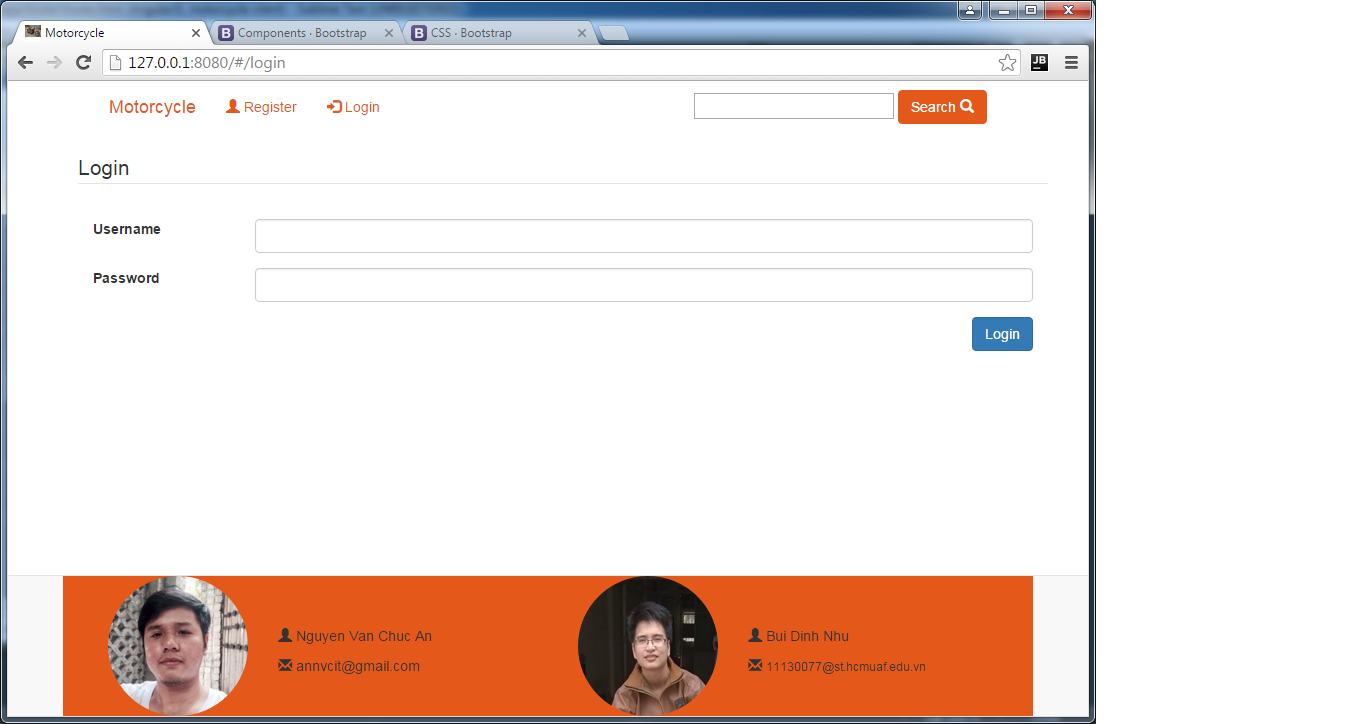 Motorcycle
Components · Bootstrap
CSS · Bootstrap
127.0.0.1:8080/#/login
JB
Motorcycle Register Login Search
Login
Username
Password
Login
Nguyen Van Chuc An
annvcit@gmail.com
Bui Dinh Nhu
11130077@st.hcmuaf.edu.vn